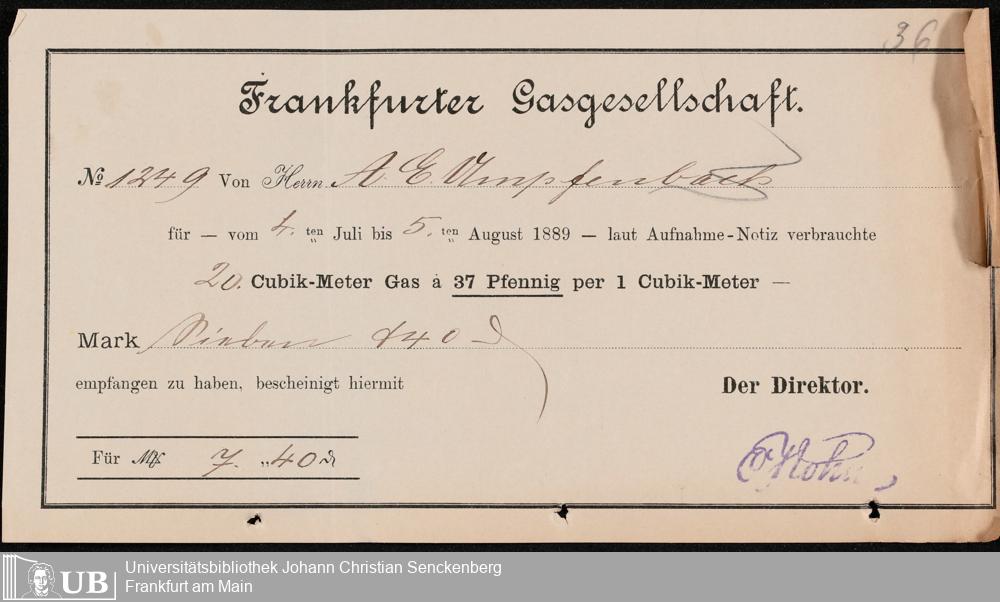 36
Frankfurter Gasgesellschaft.
No 1249 Von Herrn A. E. Umpfenbach
für — vom 4. ten Juli bis 5. ten August 1889 — laut Aufnahme-Notiz verbrauchte
20. Cubik-Meter Gas à 37 Pfennig per 1 Cubik-Meter —
Mark Sieben & 40 ₰
empfangen zu haben, bescheinigt hiermit
Der Direktor.
Für ℳ 7. „ 40 ₰
UB
Universitätsbibliothek Johann Christian Senckenberg
Frankfurt am Main